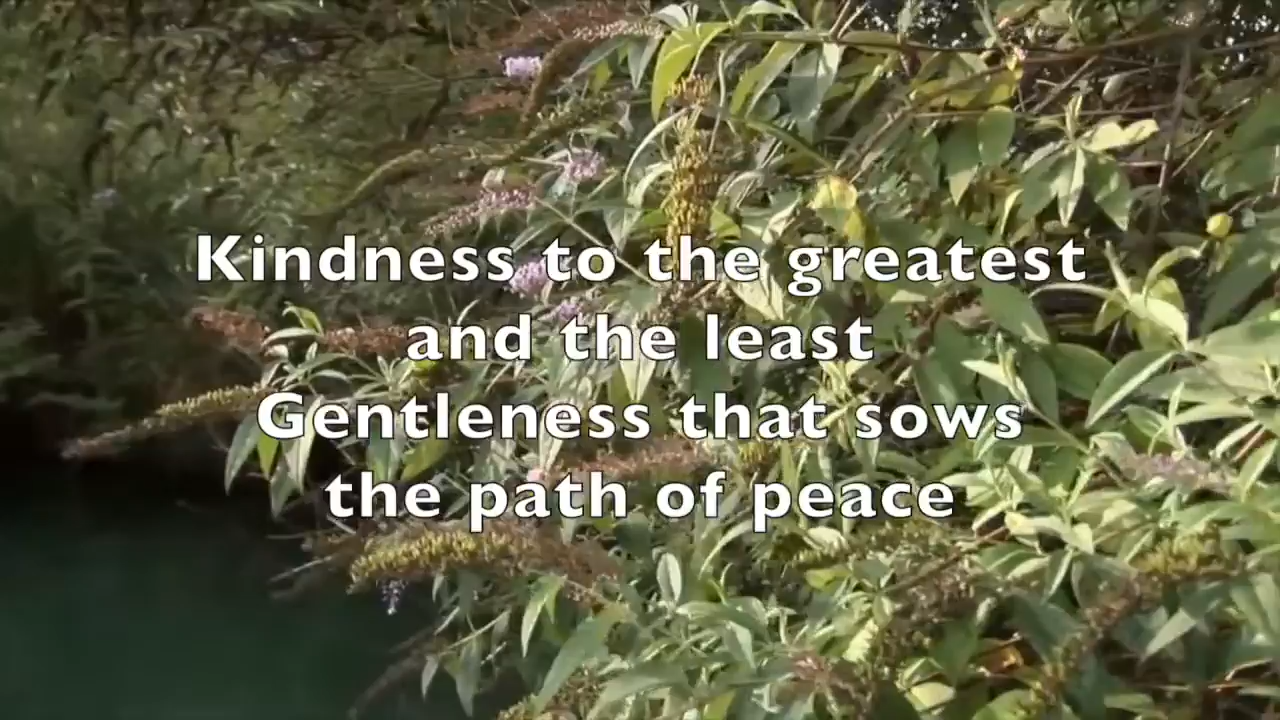 Kindness to the greatest
and the least
Gentleness that sows
the path of peace